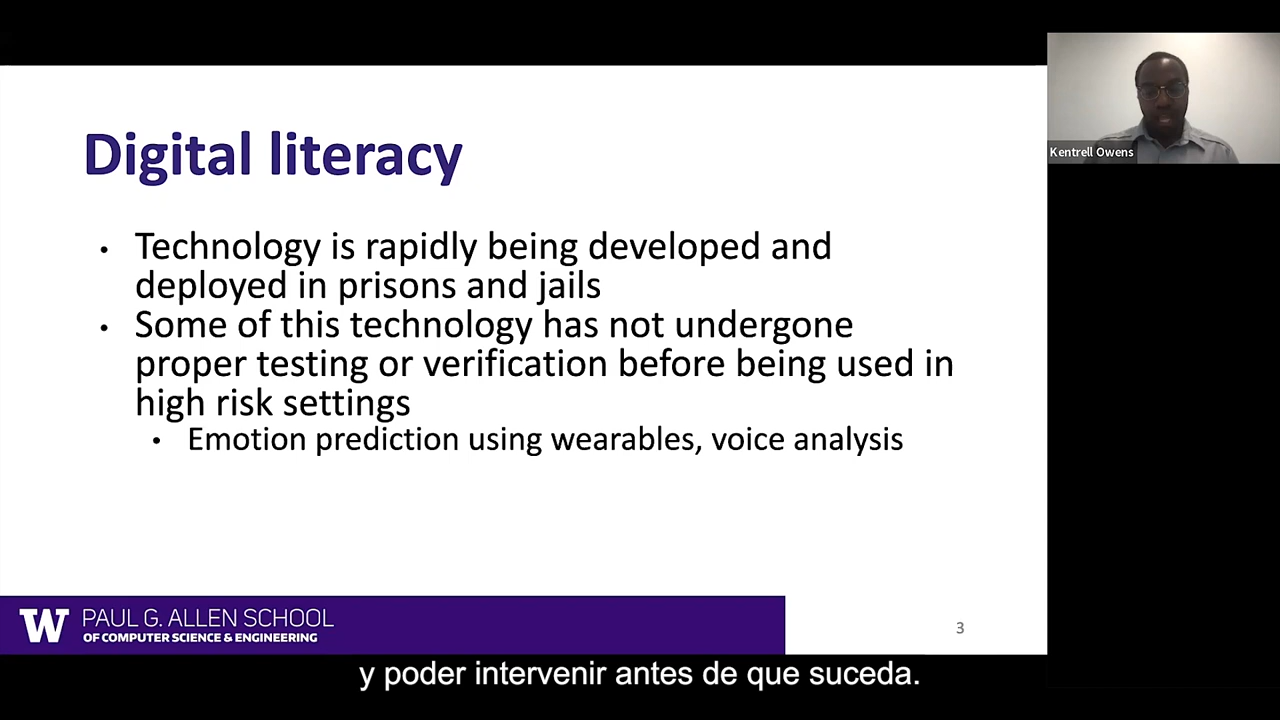 Digital literacy
Kentrell Owens
• Technology is rapidly being developed and
deployed in prisons and jails
• Some of this technology has not undergone
proper testing or verification before being used in
high risk settings
• Emotion prediction using wearables, voice analysis
W PAUL G. ALLEN SCHOOL
OF COMPUTER SCIENCE & ENGINEERING
3
y poder intervenir antes de que suceda.